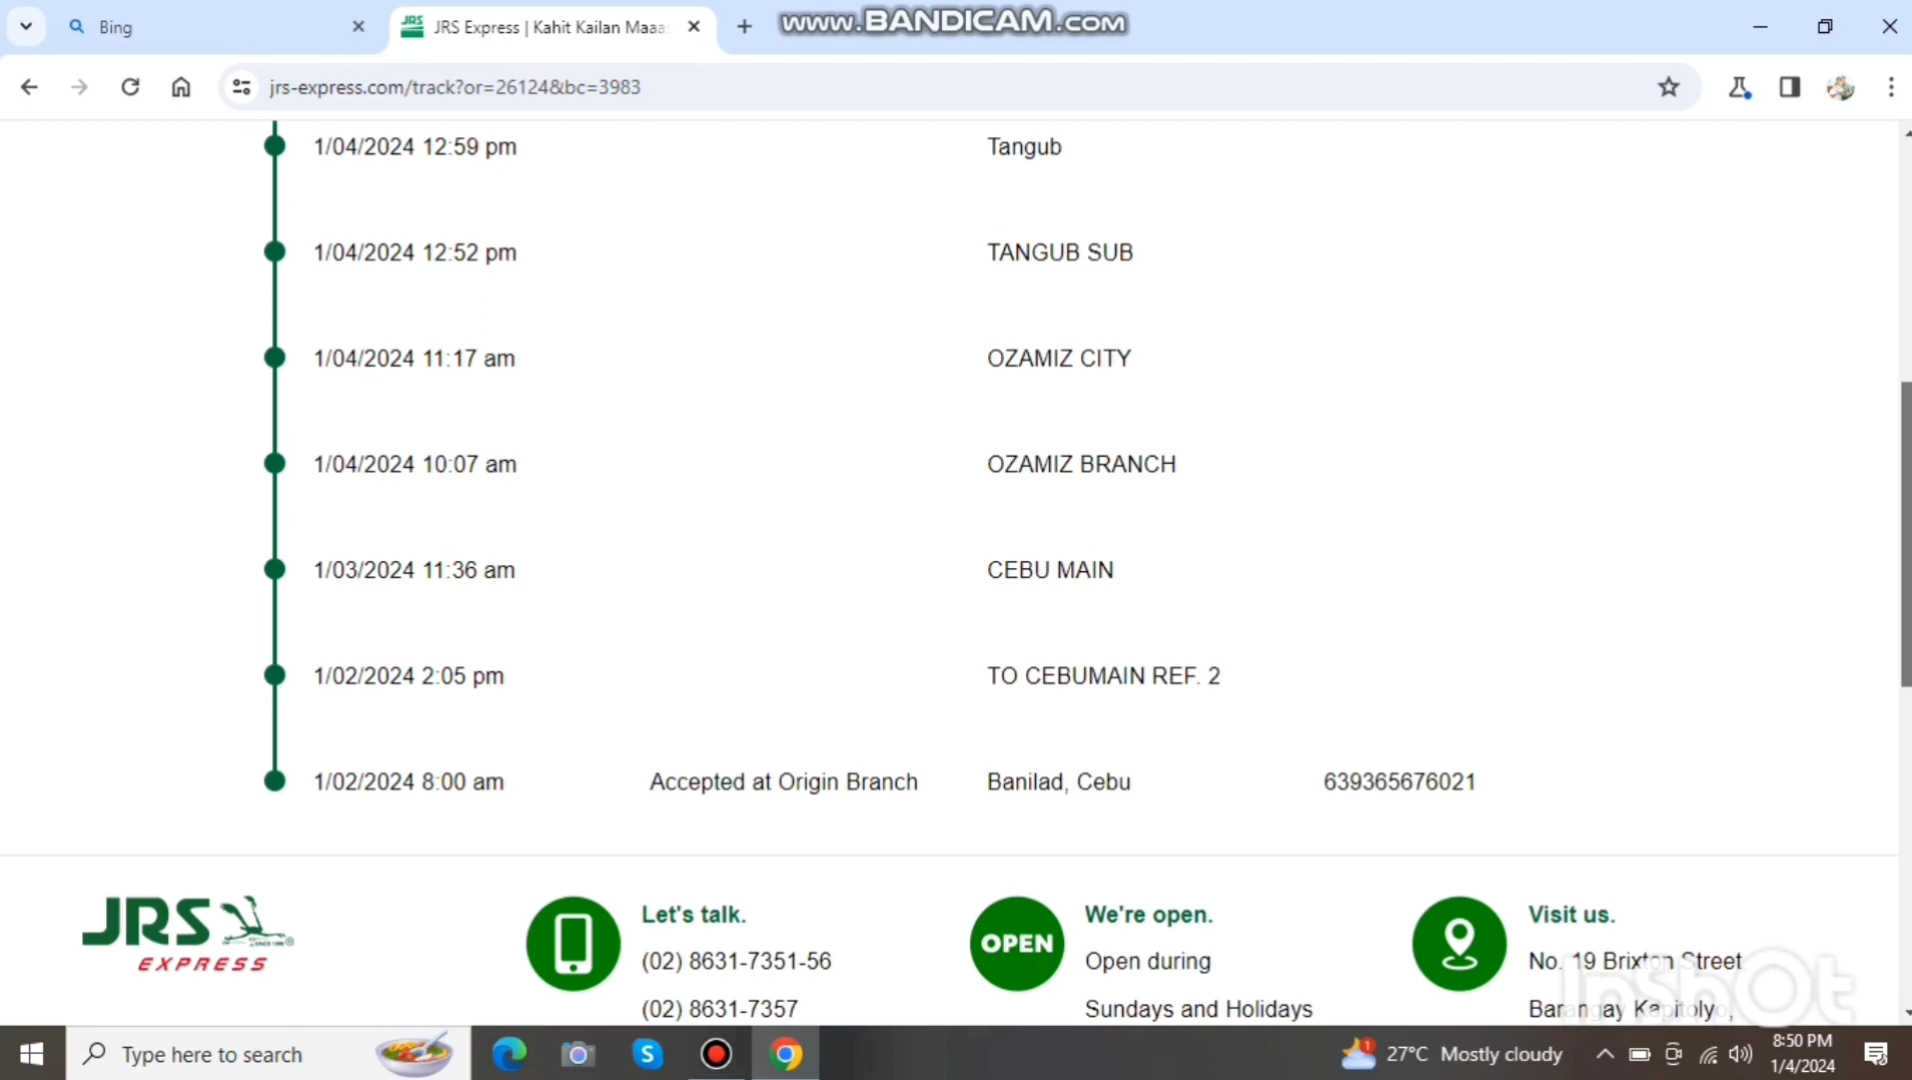 Bing
JRS Express | Kahit Kailan Maaas
www.BANDICAM.com
jrs-express.com/track?or=26124&bc=3983
1/04/2024 12:59 pm Tangub
1/04/2024 12:52 pm TANGUB SUB
1/04/2024 11:17 am OZAMIZ CITY
1/04/2024 10:07 am OZAMIZ BRANCH
1/03/2024 11:36 am CEBU MAIN
1/02/2024 2:05 pm TO CEBUMAIN REF. 2
1/02/2024 8:00 am Accepted at Origin Branch Banilad, Cebu 639365676021
JRS
EXPRESS
Let's talk.
(02) 8631-7351-56
(02) 8631-7357
OPEN
We're open.
Open during
Sundays and Holidays
Visit us.
No. 19 Brixton Street
Barangay Kapitolyo,
InShOt
Type here to search
S
1
27°C Mostly cloudy
8:50 PM
1/4/2024